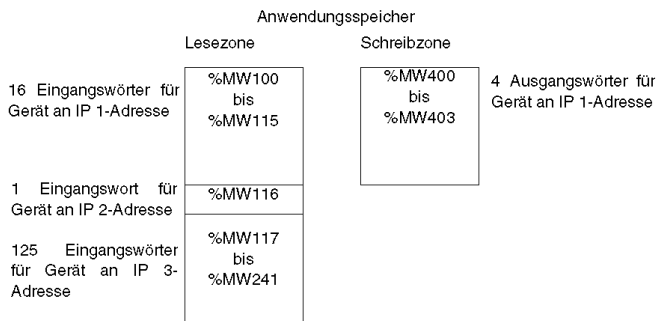 Anwendungsspeicher
Lesezone
Schreibzone
16 Eingangswörter für
Gerät an IP 1-Adresse
%MW100
bis
%MW115
%MW400
bis
%MW403
4 Ausgangswörter für
Gerät an IP 1-Adresse
1 Eingangswort für
Gerät an IP 2-Adresse
%MW116
125 Eingangswörter
für Gerät an IP 3-
Adresse
%MW117
bis
%MW241